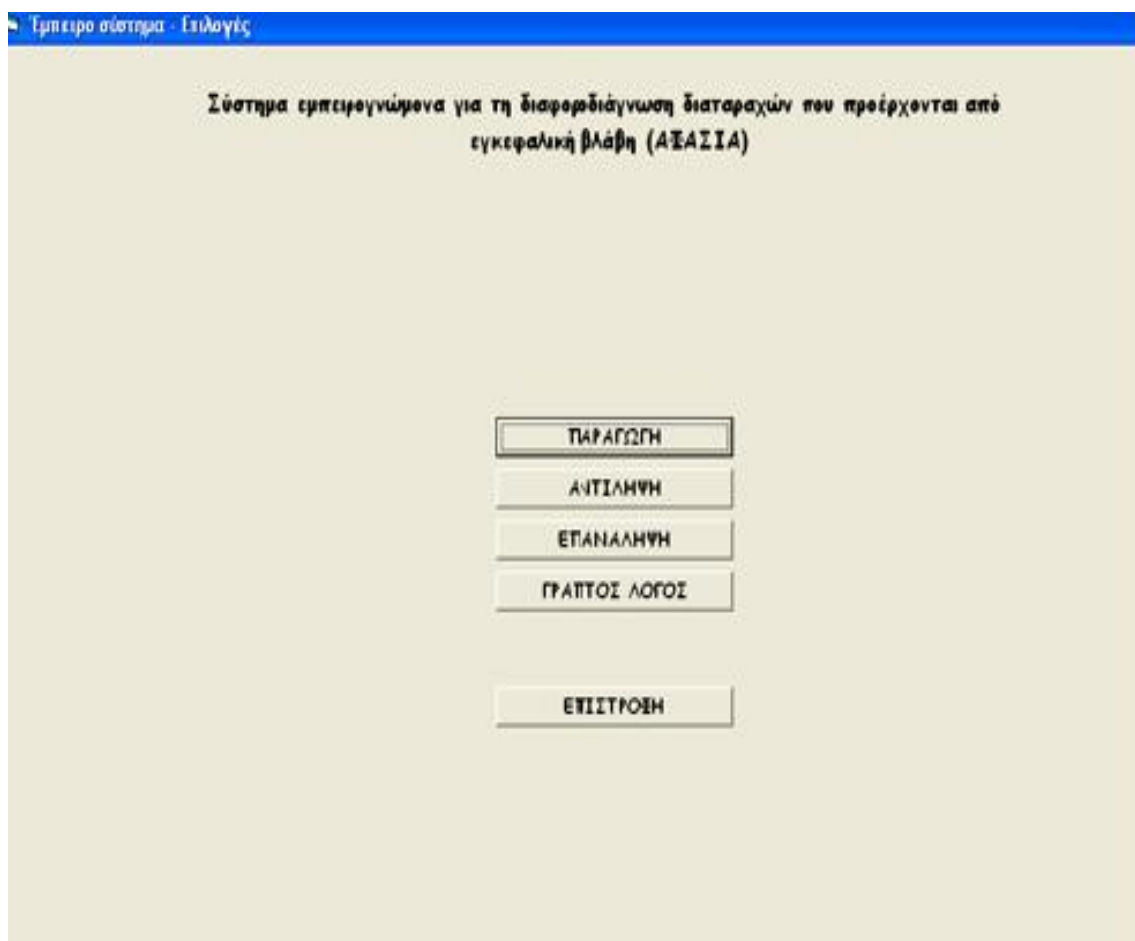 Έμπειρο σύστημα - Επιλογές
Σύστημα εμπειρογνώμονα για τη διαφοροδιάγνωση διαταραχών που προέρχονται από
εγκεφαλική βλάβη (ΑΦΑΣΙΑ)
ΠΑΡΑΓΩΓΗ
ΑΝΤΙΛΗΨΗ
ΕΠΑΝΑΛΗΨΗ
ΓΡΑΠΤΟΣ ΛΟΓΟΣ
ΕΠΙΣΤΡΟΦΗ